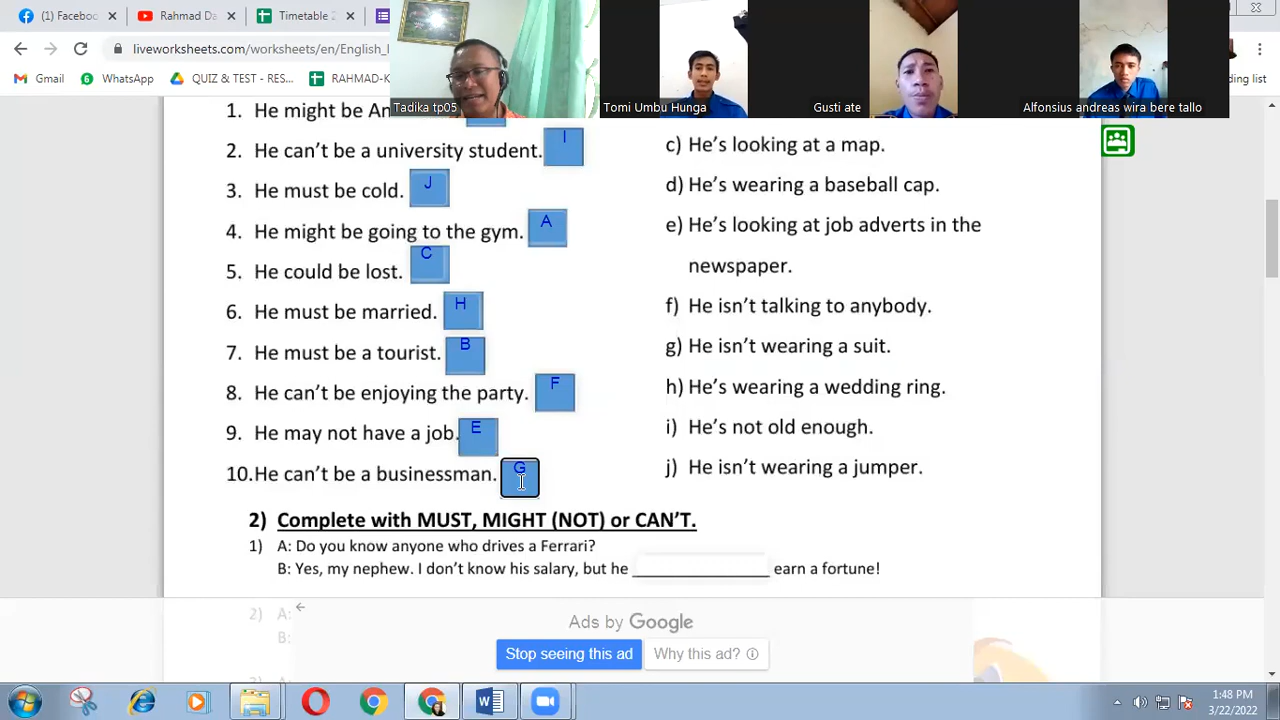 (1) Faceboo
Rahmad Da
Timetable 2
liveworksheets.com/worksheets/en/English_
Gmail
WhatsApp
QUIZ & TEST - RES...
RAHMAD-K
ding list
Tadika tp05
Tomi Umbu Hunga
Gusti ate
Alfonsius andreas wira bere tallo
1. He might be Am
2. He can't be a university student. I
3. He must be cold. J
4. He might be going to the gym. A
5. He could be lost. C
6. He must be married. H
7. He must be a tourist. B
8. He can't be enjoying the party. F
9. He may not have a job. E
10. He can't be a businessman. G
c) He's looking at a map.
d) He's wearing a baseball cap.
e) He's looking at job adverts in the
newspaper.
f) He isn't talking to anybody.
g) He isn't wearing a suit.
h) He's wearing a wedding ring.
i) He's not old enough.
j) He isn't wearing a jumper.
2) Complete with MUST, MIGHT (NOT) or CAN'T.
1) A: Do you know anyone who drives a Ferrari?
B: Yes, my nephew. I don't know his salary, but he ______ earn a fortune!
2) A:
B:
Ads by Google
Stop seeing this ad
Why this ad?
1:48 PM
3/22/2022